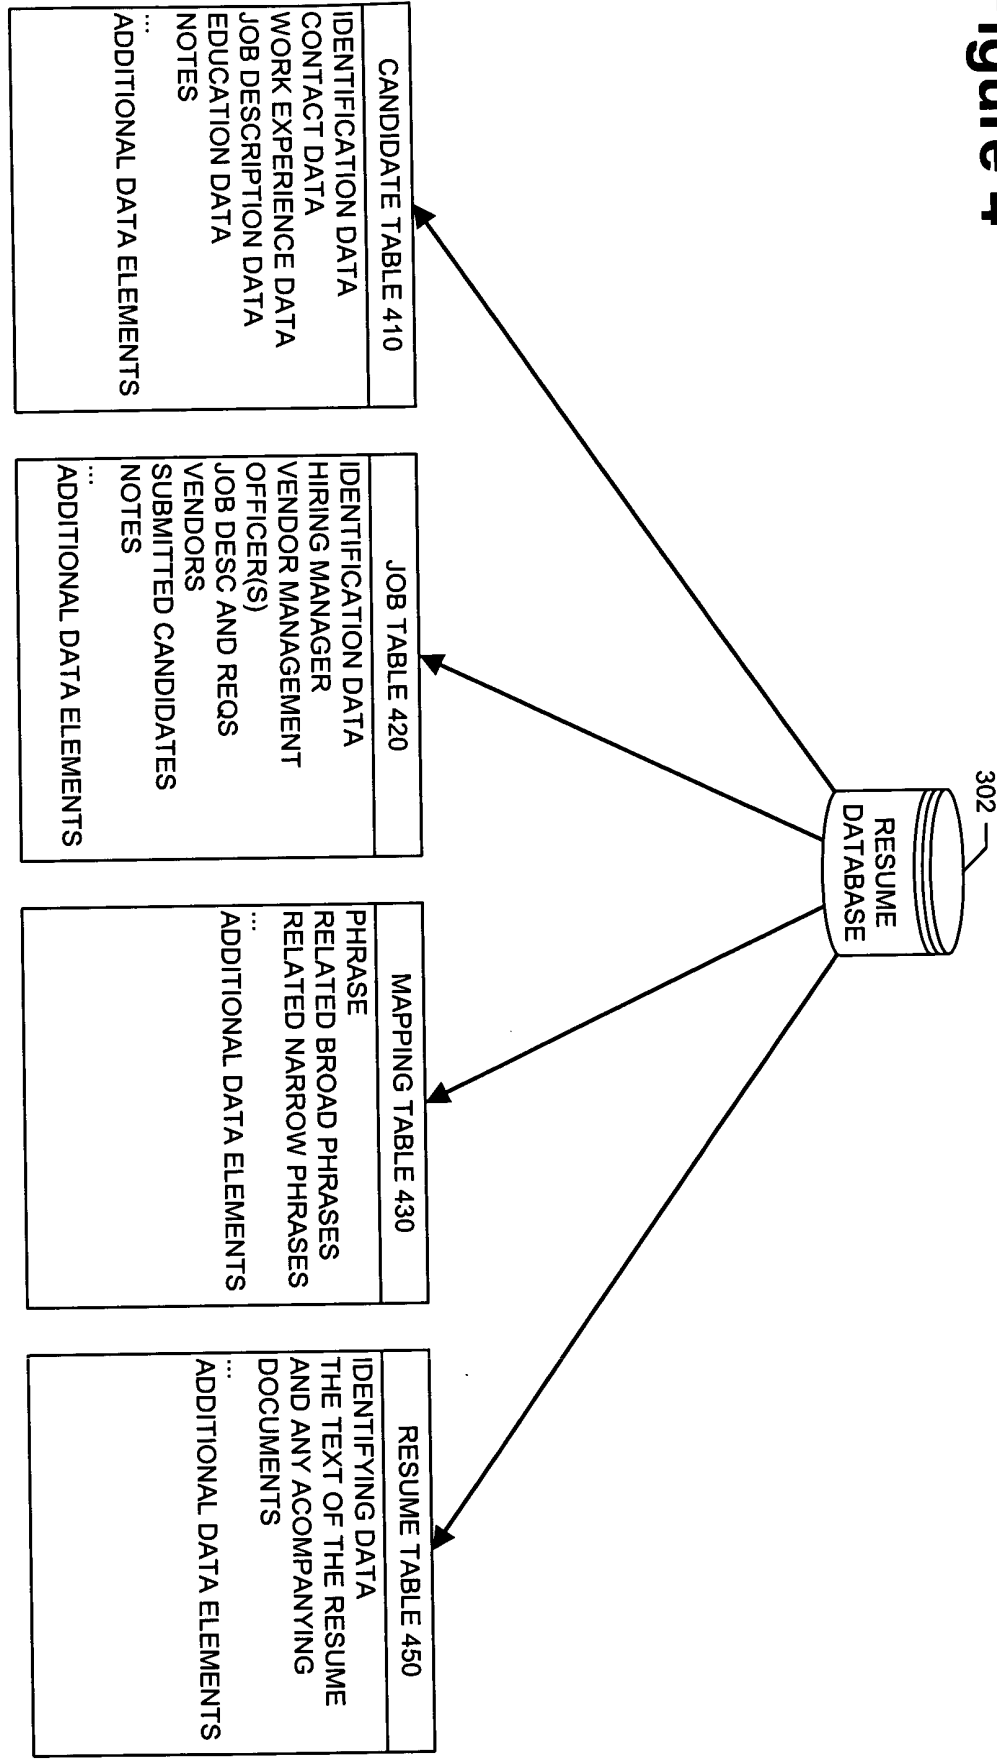 igure 4
302
RESUME
DATABASE
CANDIDATE TABLE 410
IDENTIFICATION DATA
CONTACT DATA
WORK EXPERIENCE DATA
JOB DESCRIPTION DATA
EDUCATION DATA
NOTES
...
ADDITIONAL DATA ELEMENTS
JOB TABLE 420
IDENTIFICATION DATA
HIRING MANAGER
VENDOR MANAGEMENT
OFFICER(S)
JOB DESC AND REQS
VENDORS
SUBMITTED CANDIDATES
NOTES
...
ADDITIONAL DATA ELEMENTS
MAPPING TABLE 430
PHRASE
RELATED BROAD PHRASES
RELATED NARROW PHRASES
...
ADDITIONAL DATA ELEMENTS
RESUME TABLE 450
IDENTIFYING DATA
THE TEXT OF THE RESUME
AND ANY ACOMPANYING
DOCUMENTS
...
ADDITIONAL DATA ELEMENTS